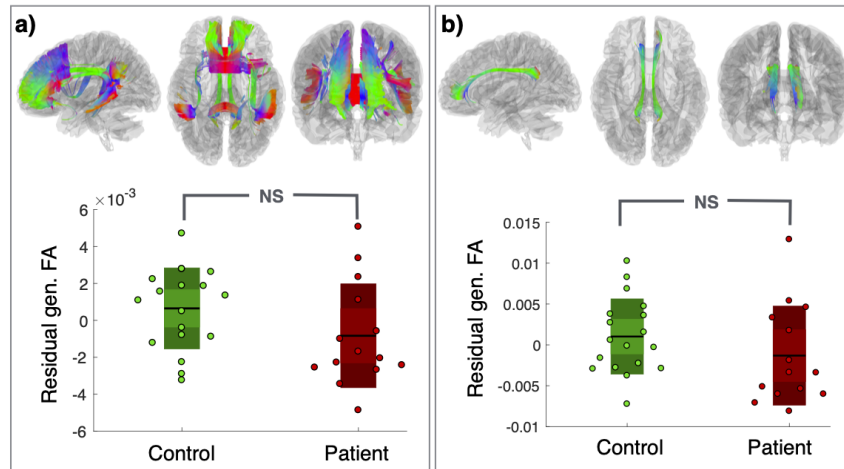 a)
NS
×10⁻³
Residual gen. FA
6
4
2
0
-2
-4
-6
Control Patient
b)
NS
Residual gen. FA
0.015
0.01
0.005
0
-0.005
-0.01
Control Patient